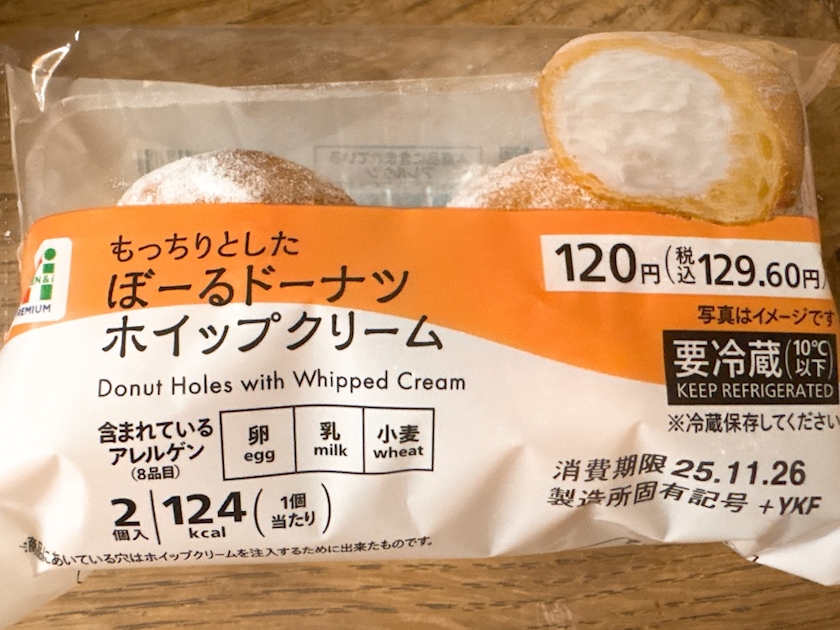 もっちりとした
ぼーるドーナツ
ホイップクリーム
Donut Holes with Whipped Cream
120円(税込129.60円)
写真はイメージです
要冷蔵(10℃以下)
KEEP REFRIGERATED
※冷蔵保存してください
含まれている
アレルゲン
(8品目)
卵 乳 小麦
egg milk wheat
2個入 124kcal (1個当たり)
消費期限 25.11.26
製造所固有記号 +YKF
いている穴はホイップクリームを注入するために出来たものです。